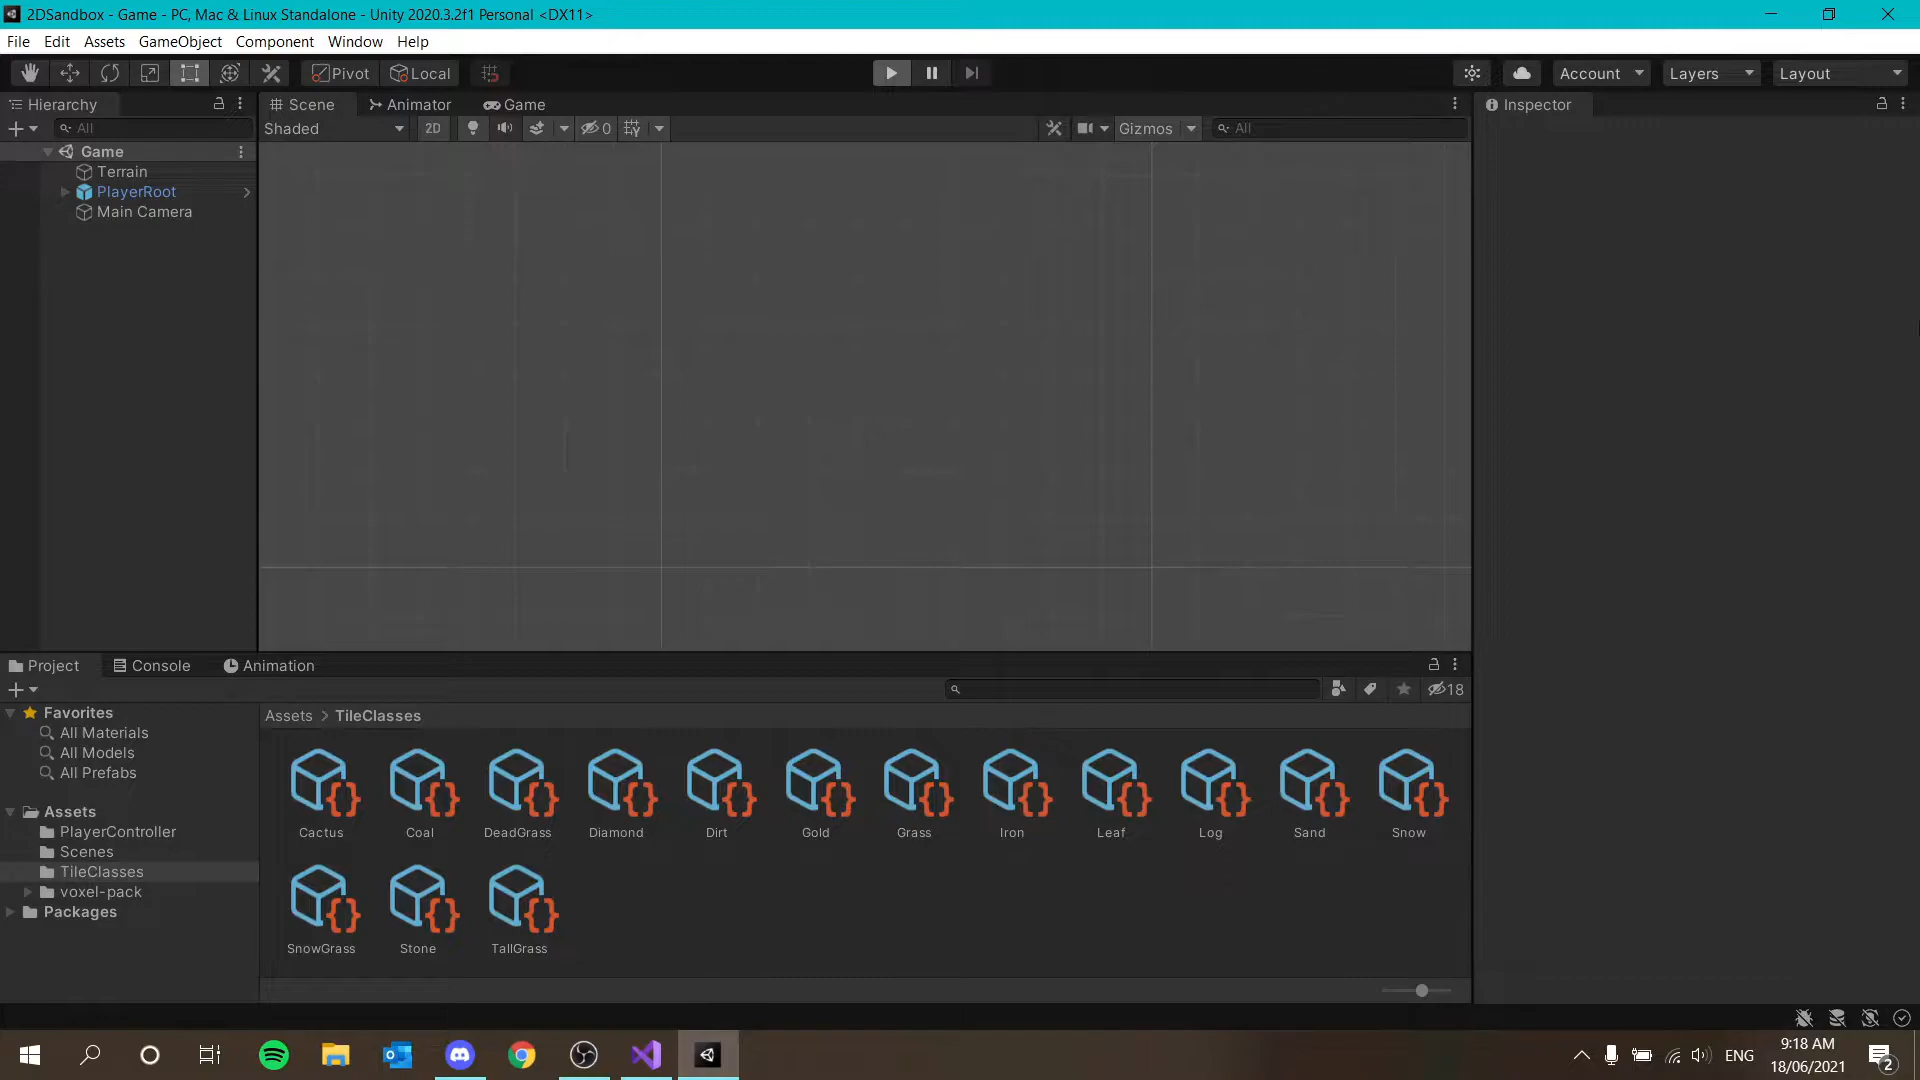 2DSandbox - Game - PC, Mac & Linux Standalone - Unity 2020.3.2f1 Personal <DX11>
File Edit Assets GameObject Component Window Help
Pivot Local Account Layers Layout
Hierarchy Scene Animator Game Inspector
All Shaded 2D 0 Gizmos All
Game
Terrain
PlayerRoot
Main Camera
Project Console Animation
18
Favorites
All Materials
All Models
All Prefabs
Assets
PlayerController
Scenes
TileClasses
voxel-pack
Packages
Assets > TileClasses
Cactus Coal DeadGrass Diamond Dirt Gold Grass Iron Leaf Log Sand Snow
SnowGrass Stone TallGrass
ENG
9:18 AM
18/06/2021
2